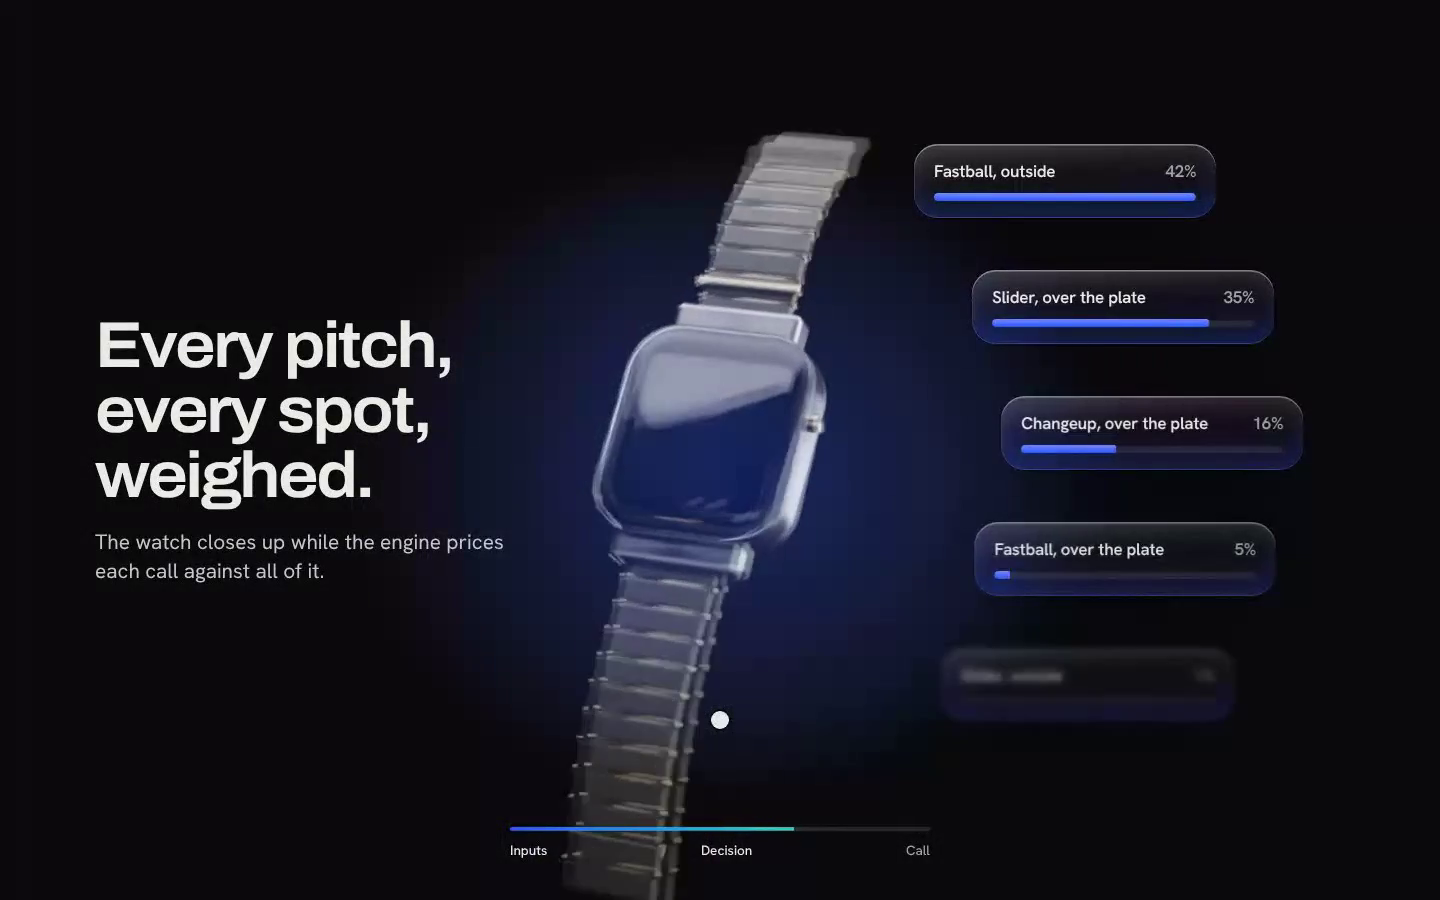 Every pitch,
every spot,
weighed.
The watch closes up while the engine prices
each call against all of it.
Fastball, outside 42%
Slider, over the plate 35%
Changeup, over the plate 16%
Fastball, over the plate 5%
Inputs Decision Call